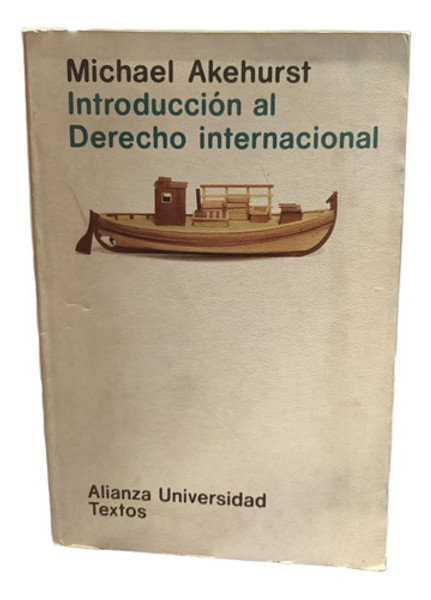 Michael Akehurst
Introducción al
Derecho internacional
Alianza Universidad
Textos